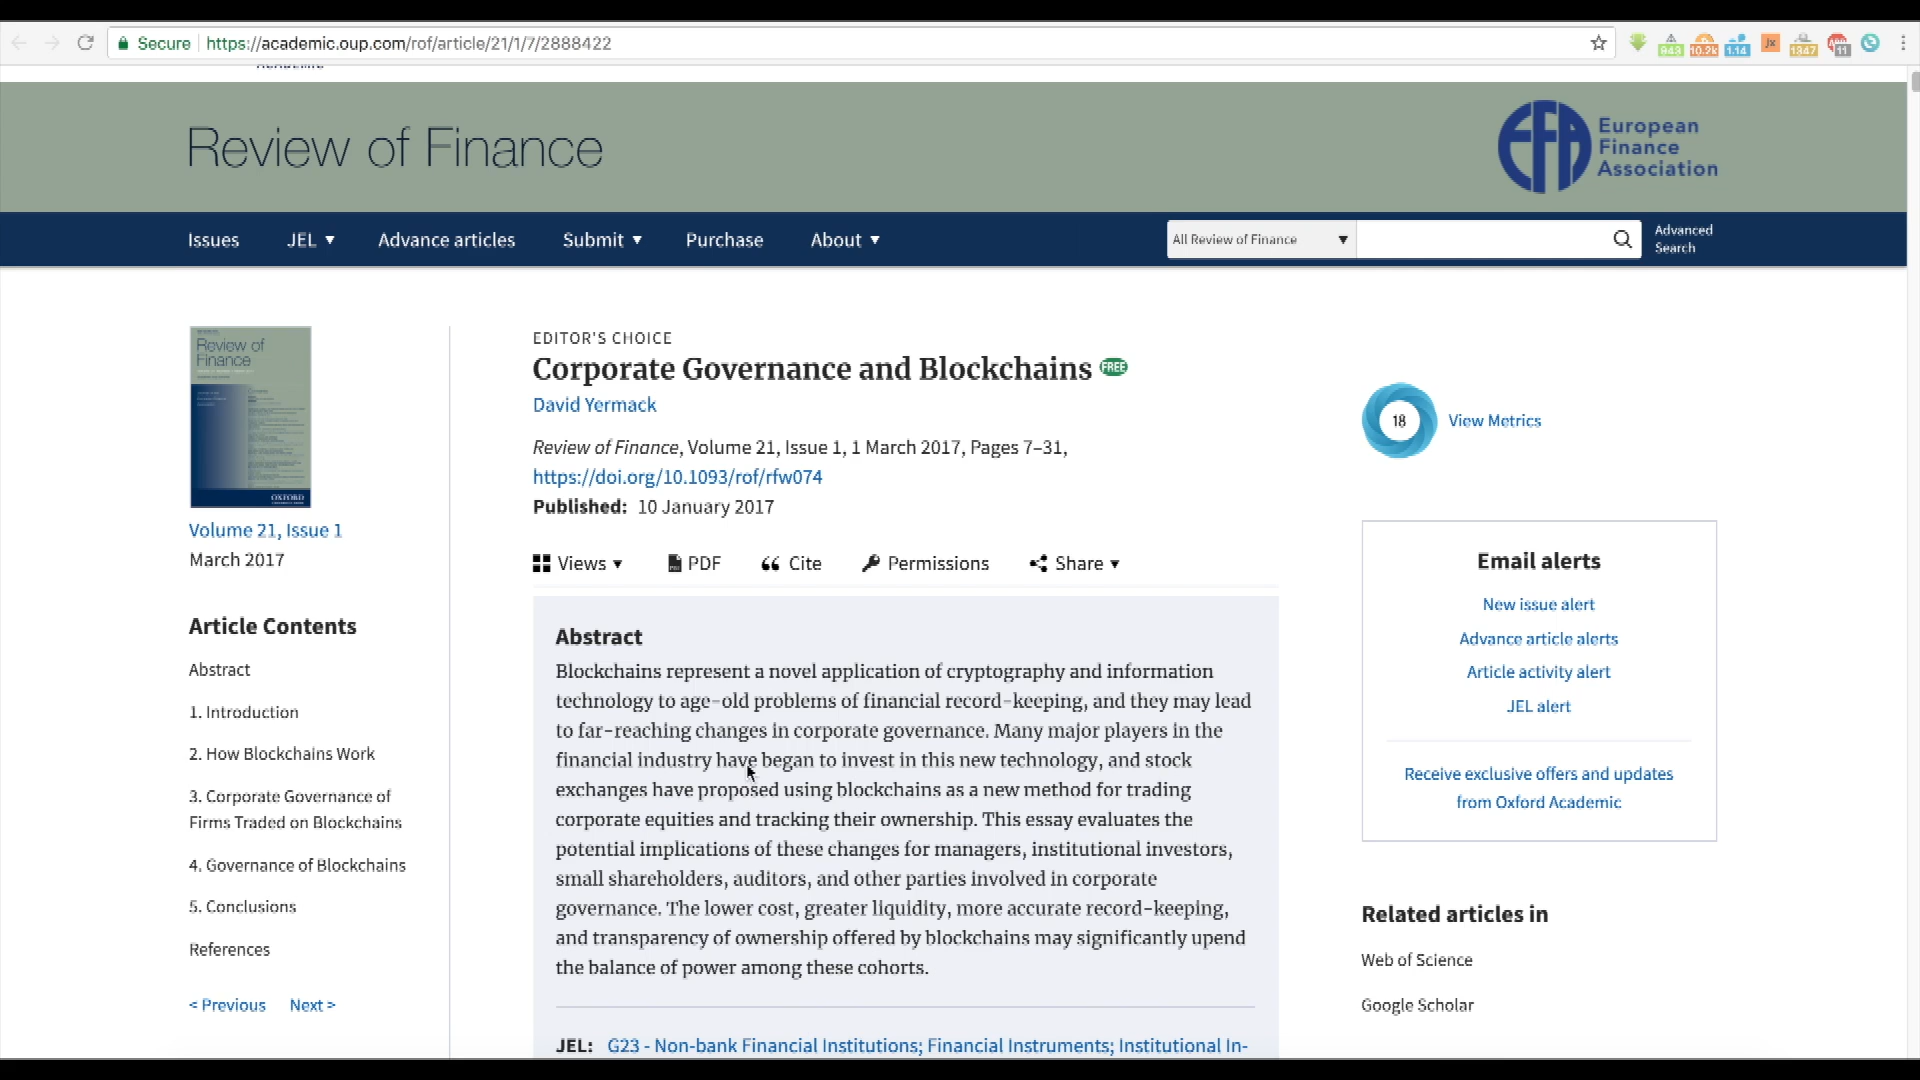 Secure https://academic.oup.com/rof/article/21/1/7/2888422
943 10.2k 1.14 Jx 1347 11
Review of Finance
EFA European
Finance
Association
Issues JEL ▼ Advance articles Submit ▼ Purchase About ▼
All Review of Finance ▼
Advanced
Search
Review of
Finance
OXFORD
Volume 21, Issue 1
March 2017
Article Contents
Abstract
1. Introduction
2. How Blockchains Work
3. Corporate Governance of
Firms Traded on Blockchains
4. Governance of Blockchains
5. Conclusions
References
< Previous Next >
EDITOR'S CHOICE
Corporate Governance and Blockchains FREE
David Yermack
Review of Finance, Volume 21, Issue 1, 1 March 2017, Pages 7–31,
https://doi.org/10.1093/rof/rfw074
Published: 10 January 2017
Views ▼ PDF Cite Permissions Share ▼
Abstract
Blockchains represent a novel application of cryptography and information
technology to age-old problems of financial record-keeping, and they may lead
to far-reaching changes in corporate governance. Many major players in the
financial industry have began to invest in this new technology, and stock
exchanges have proposed using blockchains as a new method for trading
corporate equities and tracking their ownership. This essay evaluates the
potential implications of these changes for managers, institutional investors,
small shareholders, auditors, and other parties involved in corporate
governance. The lower cost, greater liquidity, more accurate record-keeping,
and transparency of ownership offered by blockchains may significantly upend
the balance of power among these cohorts.
JEL: G23 - Non-bank Financial Institutions; Financial Instruments; Institutional In-
18 View Metrics
Email alerts
New issue alert
Advance article alerts
Article activity alert
JEL alert
Receive exclusive offers and updates
from Oxford Academic
Related articles in
Web of Science
Google Scholar